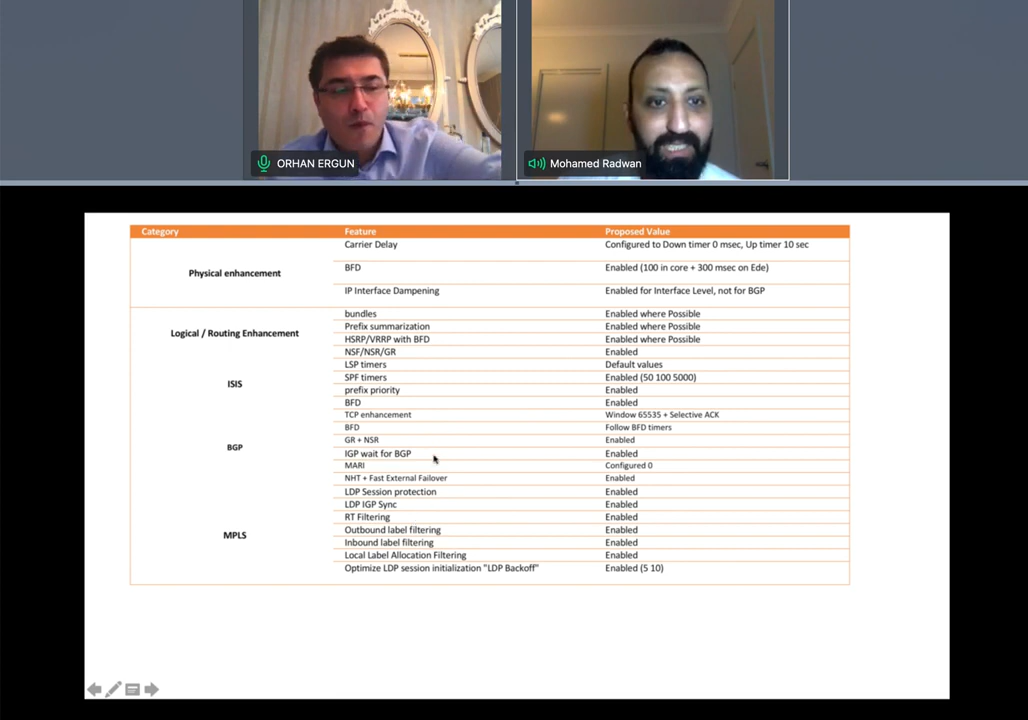 ORHAN ERGUN
Mohamed Radwan
Category Feature Proposed Value
Carrier Delay Configured to Down timer 0 msec, Up timer 10 sec
Physical enhancement
BFD Enabled (100 in core + 300 msec on Ede)
IP Interface Dampening Enabled for Interface Level, not for BGP
bundles Enabled where Possible
Prefix summarization Enabled where Possible
Logical / Routing Enhancement
HSRP/VRRP with BFD Enabled where Possible
NSF/NSR/GR Enabled
LSP timers Default values
SPF timers Enabled (50 100 5000)
ISIS
prefix priority Enabled
BFD Enabled
TCP enhancement Window 65535 + Selective ACK
BFD Follow BFD timers
GR + NSR Enabled
BGP
IGP wait for BGP Enabled
MARI Configured 0
NHT + Fast External Failover Enabled
LDP Session protection Enabled
LDP IGP Sync Enabled
RT Filtering Enabled
Outbound label filtering Enabled
MPLS
Inbound label filtering Enabled
Local Label Allocation Filtering Enabled
Optimize LDP session initialization "LDP Backoff" Enabled (5 10)